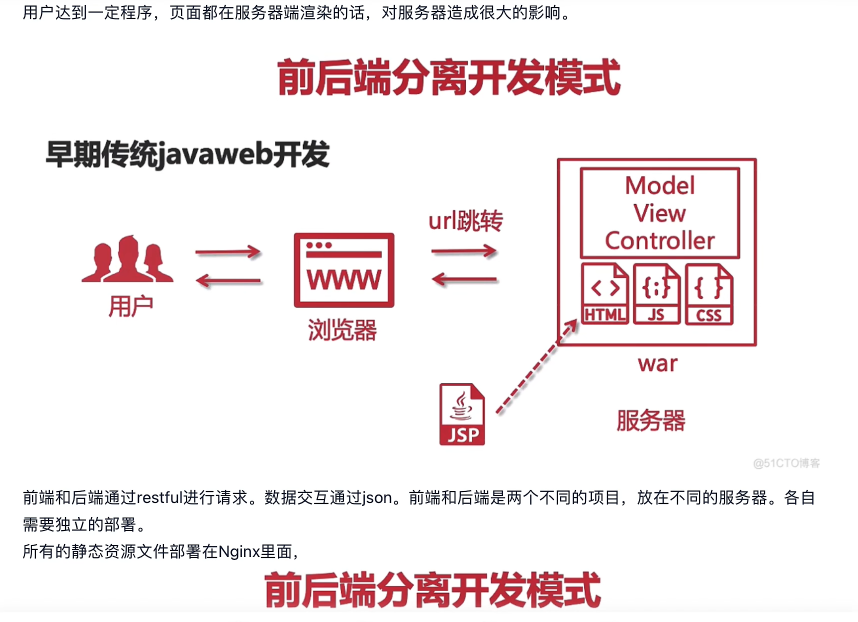 用户达到一定程序，页面都在服务器端渲染的话，对服务器造成很大的影响。
前后端分离开发模式
早期传统javaweb开发
用户
WWW
浏览器
url跳转
Model
View
Controller
HTML
JS
CSS
war
服务器
JSP
@51CTO博客
前端和后端通过restful进行请求。数据交互通过json。前端和后端是两个不同的项目，放在不同的服务器。各自
需要独立的部署。
所有的静态资源文件部署在Nginx里面，
前后端分离开发模式